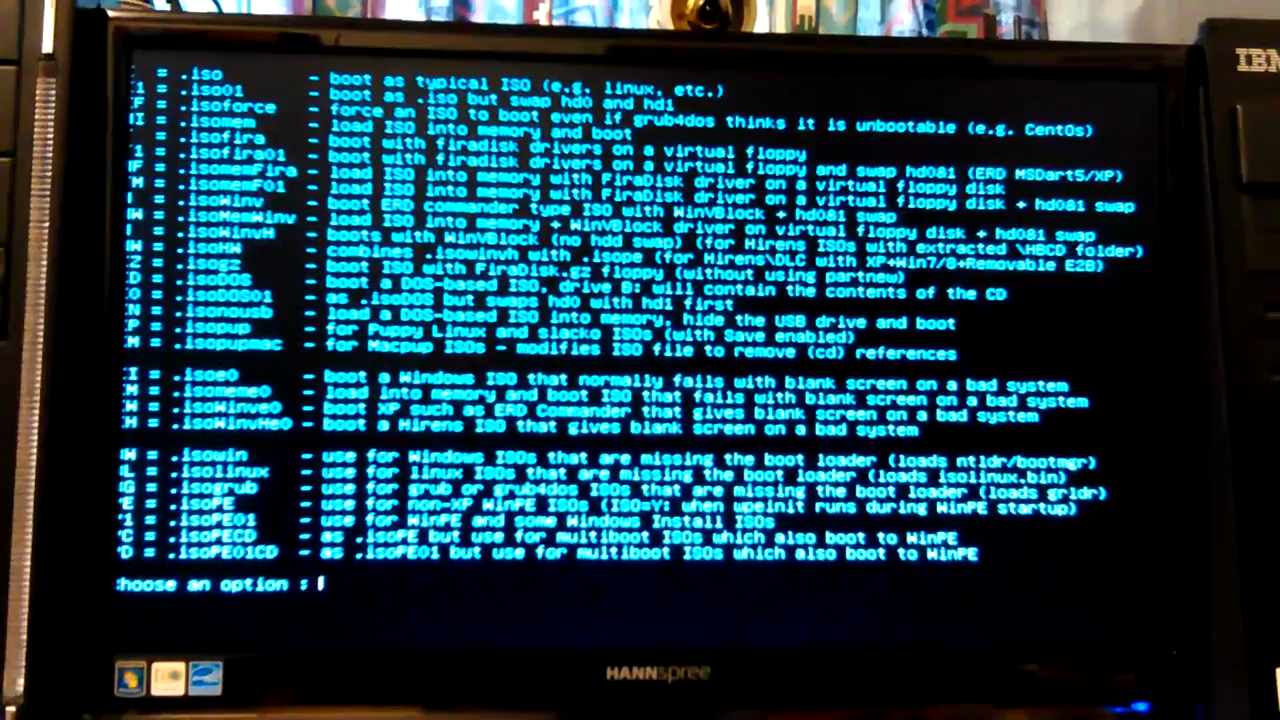 = .iso - boot as typical ISO (e.g. linux, etc.)
1 = .iso01 - boot as .iso but swap hd0 and hd1
F = .isoforce - force an ISO to boot even if grub4dos thinks it is unbootable (e.g. CentOs)
I = .isomem - load ISO into memory and boot
= .isofira - boot with firadisk drivers on a virtual floppy
1 = .isofira01 - boot with firadisk drivers on a virtual floppy and swap hd0&1 (ERD MSDart5/XP)
F = .isomemFira - load ISO into memory with FiraDisk driver on a virtual floppy disk
M = .isomemF01 - load ISO into memory with FiraDisk driver on a virtual floppy disk + hd0&1 swap
= .isoWinv - boot ERD commander type ISO with WinVBlock + hd0&1 swap
W = .isoMemWinv - load ISO into memory + WinVBlock driver on virtual floppy disk + hd0&1 swap
= .isoWinvH - boots with WinVBlock (no hdd swap) (for Hirens ISOs with extracted \HBCD folder)
W = .isoHW - combines .isowinvh with .isope (for Hirens\DLC with XP+Win7/8+Removable E2B)
Z = .isogz - boot ISO with FiraDisk.gz floppy (without using partnew)
D = .isoDOS - boot a DOS-based ISO, drive B: will contain the contents of the CD
O = .isoDOS01 - as .isoDOS but swaps hd0 with hd1 first
N = .isonousb - load a DOS-based ISO into memory, hide the USB drive and boot
P = .isopup - for Puppy Linux and slacko ISOs (with Save enabled)
M = .isopupmac - for Macpup ISOs - modifies ISO file to remove (cd) references
I = .isoe0 - boot a Windows ISO that normally fails with blank screen on a bad system
M = .isomeme0 - load into memory and boot ISO that fails with blank screen on a bad system
W = .isoWinve0 - boot XP such as ERD Commander that gives blank screen on a bad system
H = .isoWinvHe0 - boot a Hirens ISO that gives blank screen on a bad system
W = .isowin - use for Windows ISOs that are missing the boot loader (loads ntldr/bootmgr)
L = .isolinux - use for linux ISOs that are missing the boot loader (loads isolinux.bin)
G = .isogrub - use for grub or grub4dos ISOs that are missing the boot loader (loads grldr)
E = .isoPE - use for non-XP WinPE ISOs (ISO=Y: when wpeinit runs during WinPE startup)
1 = .isoPE01 - use for WinPE and some Windows Install ISOs
C = .isoPECD - as .isoPE but use for multiboot ISOs which also boot to WinPE
D = .isoPE01CD - as .isoPE01 but use for multiboot ISOs which also boot to WinPE
Choose an option :
HANNspree
IBM